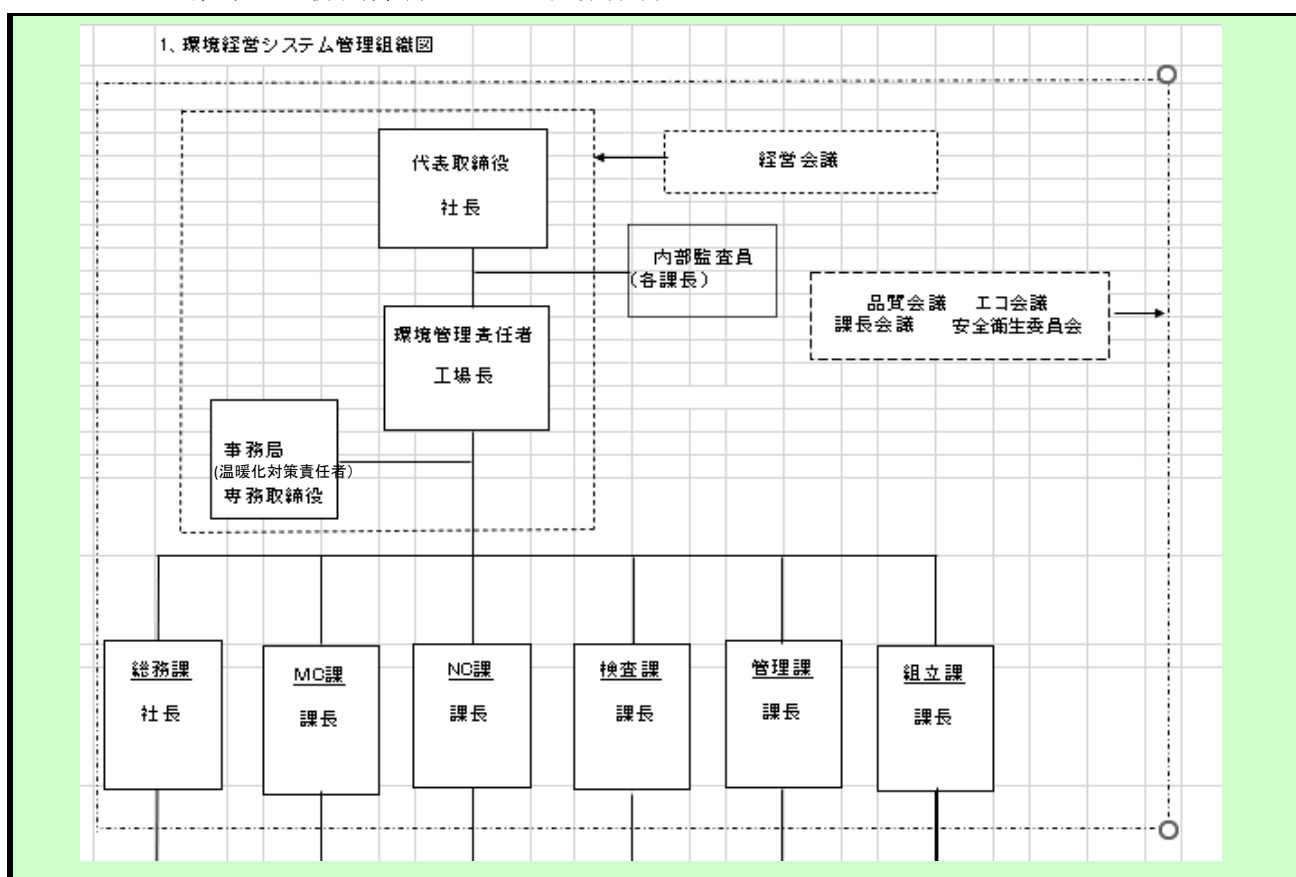 1、環境経営システム管理組織図
代表取締役
社長
経営会議
内部監査員
(各課長)
品質会議 エコ会議
課長会議 安全衛生委員会
環境管理責任者
工場長
事務局
(温暖化対策責任者)
専務取締役
総務課
社長
MC課
課長
NC課
課長
検査課
課長
管理課
課長
組立課
課長